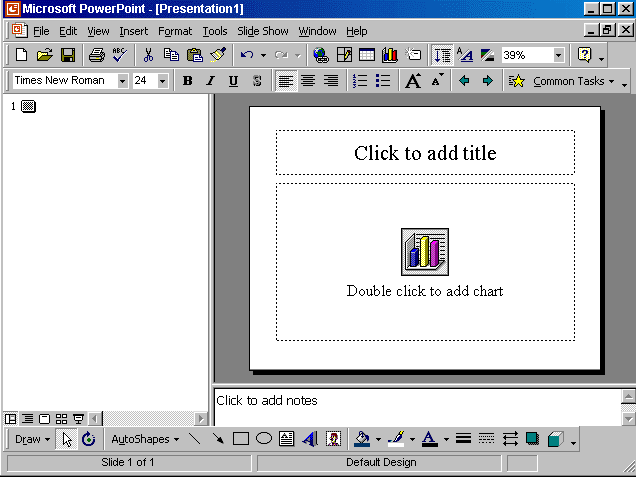 Microsoft PowerPoint - [Presentation1]
File Edit View Insert Format Tools Slide Show Window Help
ABC 39% ?
Times New Roman 24 B I U S A A Common Tasks
1
Click to add title
Double click to add chart
Click to add notes
Draw AutoShapes A A
Slide 1 of 1 Default Design